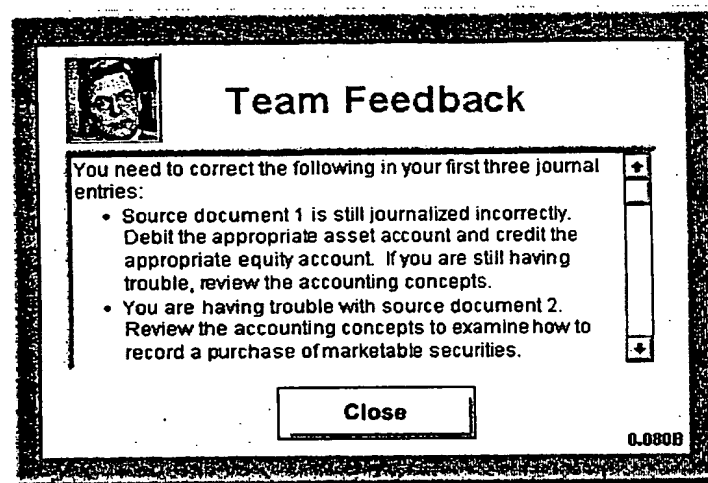 Team Feedback
You need to correct the following in your first three journal
entries:
• Source document 1 is still journalized incorrectly.
Debit the appropriate asset account and credit the
appropriate equity account. If you are still having
trouble, review the accounting concepts.
• You are having trouble with source document 2.
Review the accounting concepts to examine how to
record a purchase of marketable securities.
Close
0.080B